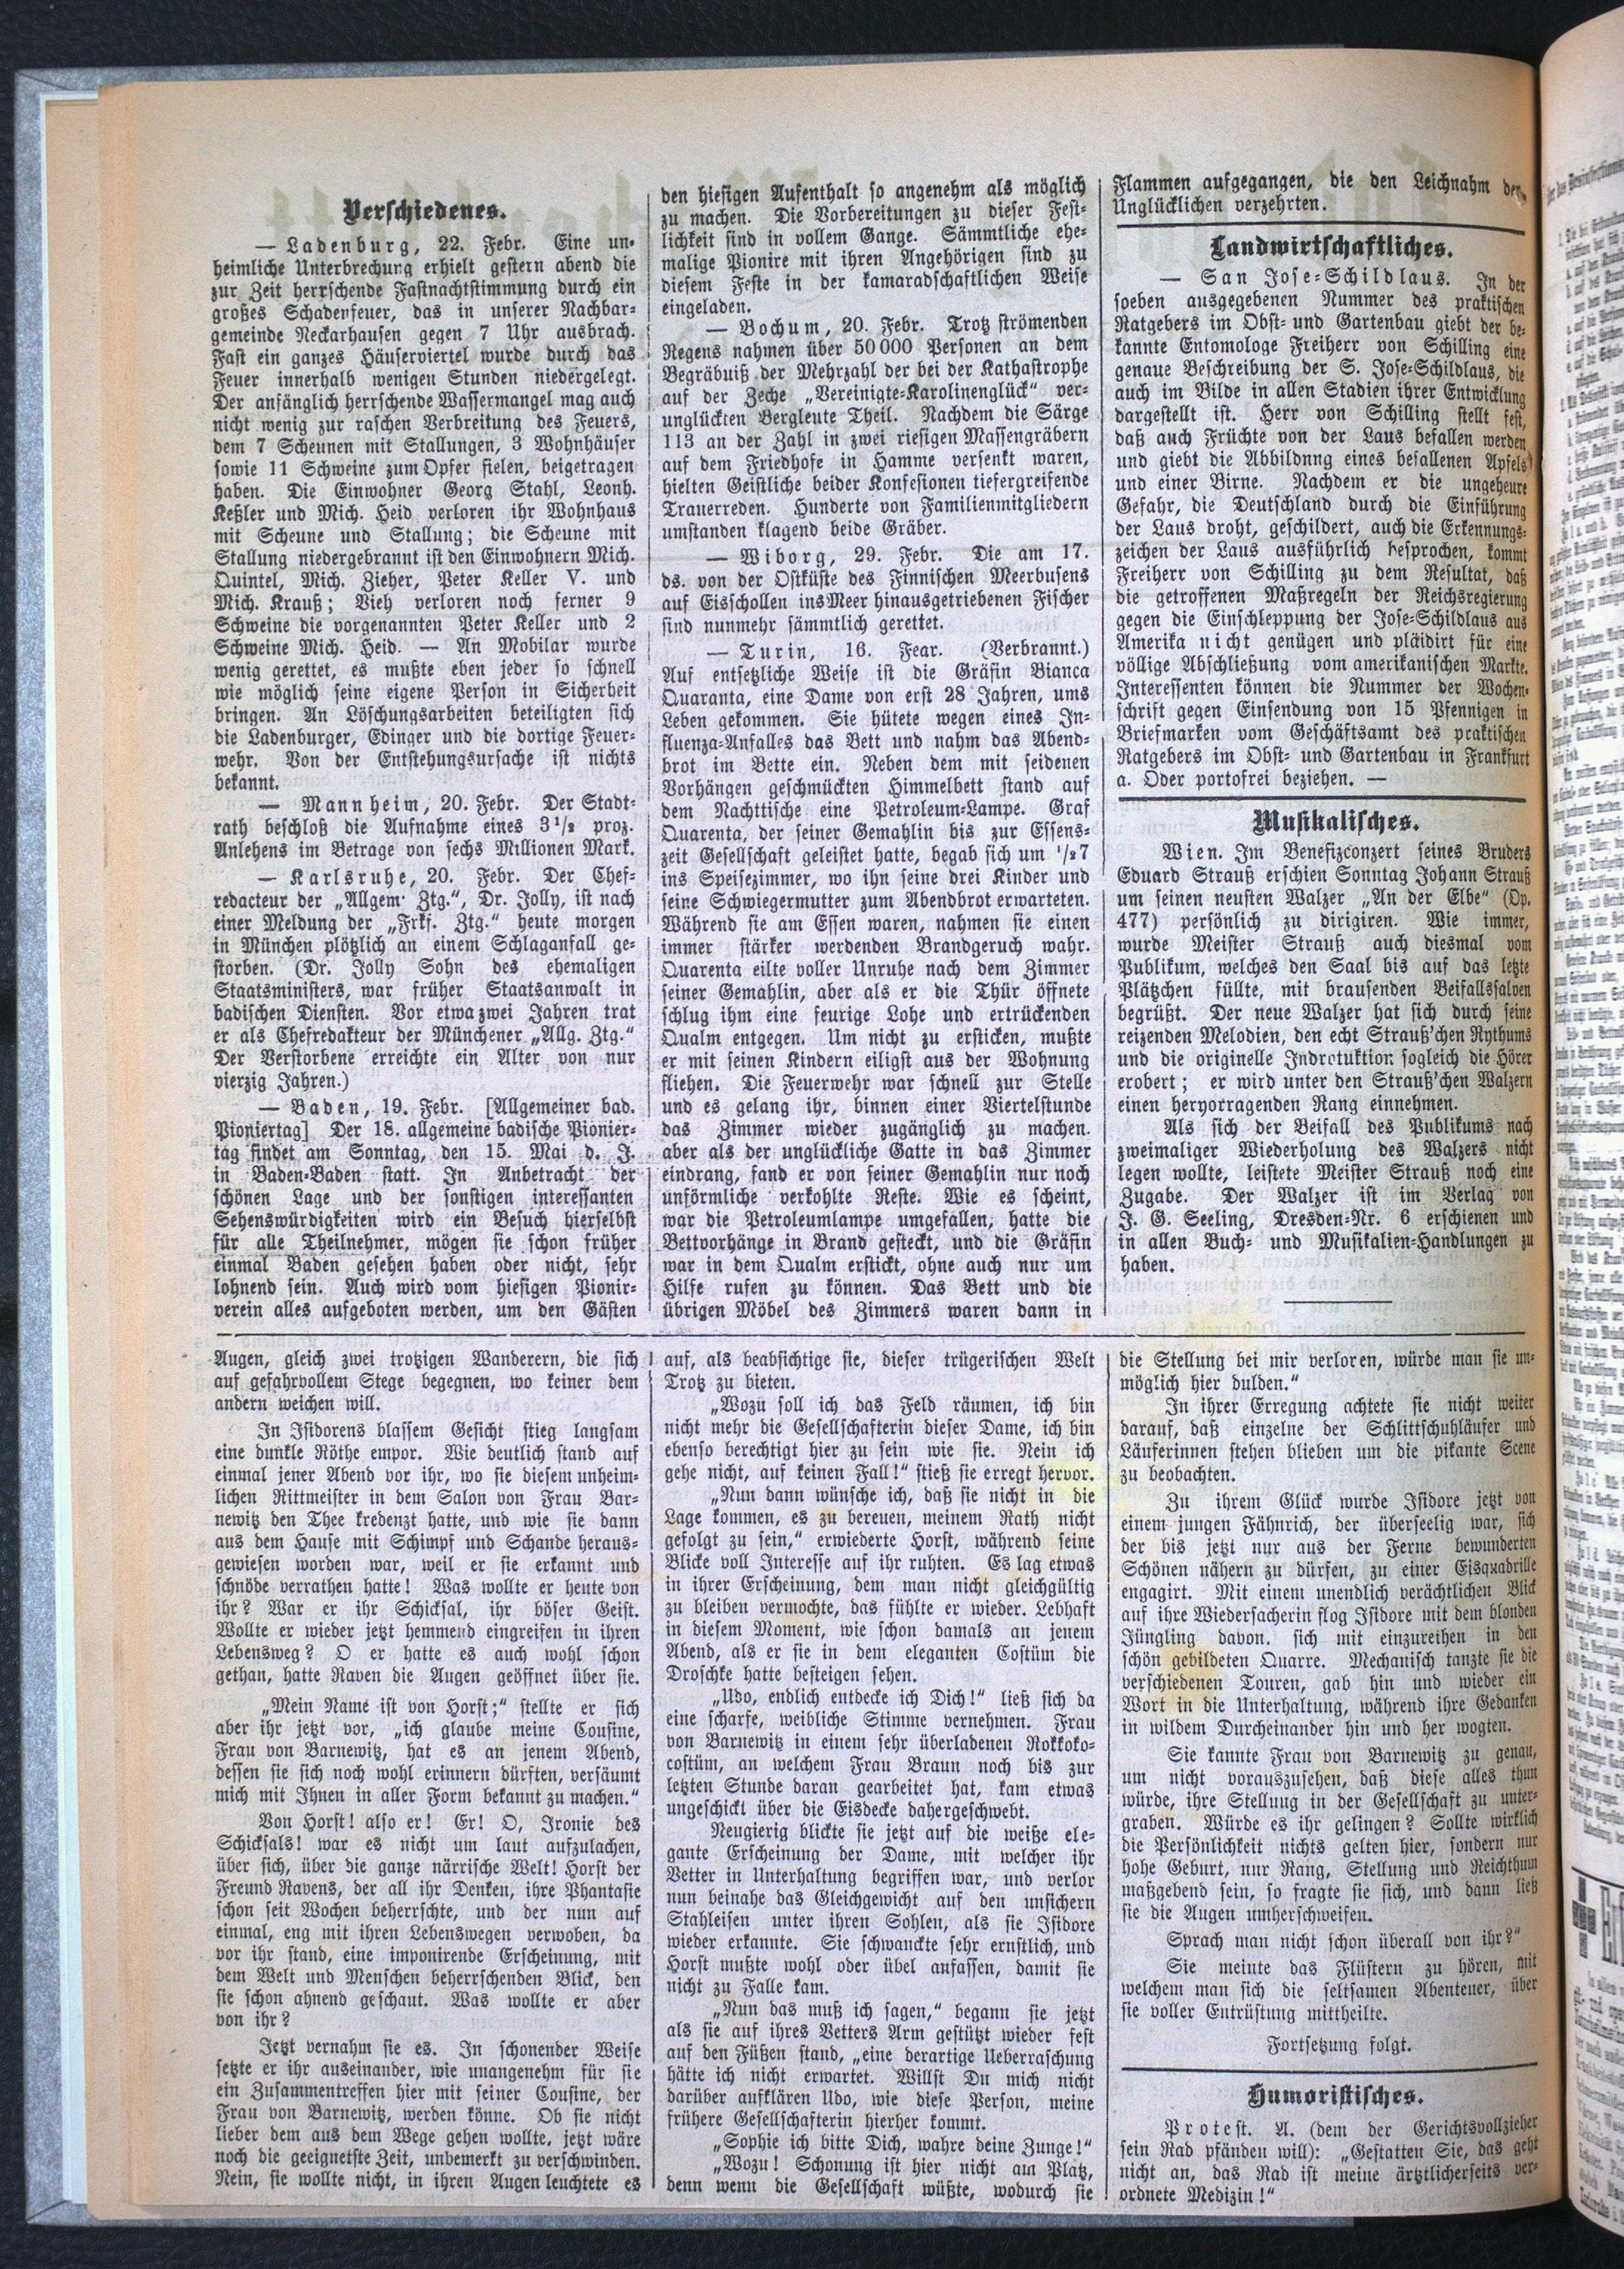 Verschiedenes.
— Ladenburg, 22. Febr. Eine un-
heimliche Unterbrechung erhielt gestern abend die
zur Zeit herrschende Fastnachtstimmung durch ein
großes Schadenfeuer, das in unserer Nachbar-
gemeinde Neckarhausen gegen 7 Uhr ausbrach.
Fast ein ganzes Häuserviertel wurde durch das
Feuer innerhalb wenigen Stunden niedergelegt.
Der anfänglich herrschende Wassermangel mag auch
nicht wenig zur raschen Verbreitung des Feuers,
dem 7 Scheunen mit Stallungen, 3 Wohnhäuser
sowie 11 Schweine zum Opfer fielen, beigetragen
haben. Die Einwohner Georg Stahl, Leonh.
Keßler und Mich. Heid verloren ihr Wohnhaus
mit Scheune und Stallung; die Scheune mit
Stallung niedergebrannt ist den Einwohnern Mich.
Quintel, Mich. Zieher, Peter Keller V. und
Mich. Krauß; Vieh verloren noch ferner 9
Schweine die vorgenannten Peter Keller und 2
Schweine Mich. Heid. — An Mobilar wurde
wenig gerettet, es mußte eben jeder so schnell
wie möglich seine eigene Person in Sicherbeit
bringen. An Löschungsarbeiten beteiligten sich
die Ladenburger, Edinger und die dortige Feuer-
wehr. Von der Entstehungsursache ist nichts
bekannt.
— Mannheim, 20. Febr. Der Stadt-
rath beschloß die Aufnahme eines 3 1/2 proz.
Anlehens im Betrage von sechs Millionen Mark.
— Karlsruhe, 20. Febr. Der Chef-
redacteur der „Allgem. Ztg.“, Dr. Jolly, ist nach
einer Meldung der „Frkf. Ztg.“ heute morgen
in München plötzlich an einem Schlaganfall ge-
storben. (Dr. Jolly Sohn des ehemaligen
Staatsministers, war früher Staatsanwalt in
badischen Diensten. Vor etwa zwei Jahren trat
er als Chefredakteur der Münchener „Allg. Ztg.“
Der Verstorbene erreichte ein Alter von nur
vierzig Jahren.)
— Baden, 19. Febr. [Allgemeiner bad.
Pioniertag] Der 18. allgemeine badische Pionier-
tag findet am Sonntag, den 15. Mai d. J.
in Baden-Baden statt. In Anbetracht der
schönen Lage und der sonstigen interessanten
Sehenswürdigkeiten wird ein Besuch hierselbst
für alle Theilnehmer, mögen sie schon früher
einmal Baden gesehen haben oder nicht, sehr
lohnend sein. Auch wird vom hiesigen Pionir-
verein alles aufgeboten werden, um den Gästen
den hiesigen Aufenthalt so angenehm als möglich
zu machen. Die Vorbereitungen zu dieser Fest-
lichkeit sind in vollem Gange. Sämmtliche ehe-
malige Pionire mit ihren Angehörigen sind zu
diesem Feste in der kamaradschaftlichen Weise
eingeladen.
— Bochum, 20. Febr. Trotz strömenden
Regens nahmen über 50 000 Personen an dem
Begräbniß der Mehrzahl der bei der Kathastrophe
auf der Zeche „Vereinigte-Karolinenglück“ ver-
unglückten Bergleute Theil. Nachdem die Särge
113 an der Zahl in zwei riesigen Massengräbern
auf dem Friedhofe in Hamme versenkt waren,
hielten Geistliche beider Konfesionen tiefergreifende
Trauerreden. Hunderte von Familienmitgliedern
umstanden klagend beide Gräber.
— Wiborg, 29. Febr. Die am 17.
ds. von der Ostküste des Finnischen Meerbusens
auf Eisschollen ins Meer hinausgetriebenen Fischer
sind nunmehr sämmtlich gerettet.
— Turin, 16. Fear. (Verbrannt.)
Auf entsetzliche Weise ist die Gräfin Bianca
Quaranta, eine Dame von erst 28 Jahren, ums
Leben gekommen. Sie hütete wegen eines In-
fluenza-Anfalles das Bett und nahm das Abend-
brot im Bette ein. Neben dem mit seidenen
Vorhängen geschmückten Himmelbett stand auf
dem Nachttische eine Petroleum-Lampe. Graf
Quarenta, der seiner Gemahlin bis zur Essens-
zeit Gesellschaft geleistet hatte, begab sich um 1/2 7
ins Speisezimmer, wo ihn seine drei Kinder und
seine Schwiegermutter zum Abendbrot erwarteten.
Während sie am Essen waren, nahmen sie einen
immer stärker werdenden Brandgeruch wahr.
Quarenta eilte voller Unruhe nach dem Zimmer
seiner Gemahlin, aber als er die Thür öffnete
schlug ihm eine feurige Lohe und ertrückenden
Qualm entgegen. Um nicht zu ersticken, mußte
er mit seinen Kindern eiligst aus der Wohnung
fliehen. Die Feuerwehr war schnell zur Stelle
und es gelang ihr, binnen einer Viertelstunde
das Zimmer wieder zugänglich zu machen.
aber als der unglückliche Gatte in das Zimmer
eindrang, fand er von seiner Gemahlin nur noch
unförmliche verkohlte Reste. Wie es scheint,
war die Petroleumlampe umgefallen, hatte die
Bettvorhänge in Brand gesteckt, und die Gräfin
war in dem Qualm erstickt, ohne auch nur um
Hilfe rufen zu können. Das Bett und die
übrigen Möbel des Zimmers waren dann in
Flammen aufgegangen, die den Leichnahm der
Unglücklichen verzehrten.
Landwirtschaftliches.
— San Jose-Schildlaus. In der
soeben ausgegebenen Nummer des praktischen
Ratgebers im Obst- und Gartenbau giebt der be-
kannte Entomologe Freiherr von Schilling eine
genaue Beschreibung der S. Jose-Schildlaus, die
auch im Bilde in allen Stadien ihrer Entwicklung
dargestellt ist. Herr von Schilling stellt fest,
daß auch Früchte von der Laus befallen werden
und giebt die Abbildnng eines befallenen Apfels
und einer Birne. Nachdem er die ungeheure
Gefahr, die Deutschland durch die Einführung
der Laus droht, geschildert, auch die Erkennungs-
zeichen der Laus ausführlich besprochen, kommt
Freiherr von Schilling zu dem Resultat, daß
die getroffenen Maßregeln der Reichsregierung
gegen die Einschleppung der Jose-Schildlaus aus
Amerika nicht genügen und plädirt für eine
völlige Abschließung vom amerikanischen Markte.
Interessenten können die Nummer der Wochen-
schrift gegen Einsendung von 15 Pfennigen in
Briefmarken vom Geschäftsamt des praktischen
Ratgebers im Obst- und Gartenbau in Frankfurt
a. Oder portofrei beziehen. —
Musikalisches.
Wien. Im Benefizconzert seines Bruders
Eduard Strauß erschien Sonntag Johann Strauß
um seinen neusten Walzer „An der Elbe“ (Op.
477) persönlich zu dirigiren. Wie immer,
wurde Meister Strauß auch diesmal vom
Publikum, welches den Saal bis auf das letzte
Plätzchen füllte, mit brausenden Beifallssalven
begrüßt. Der neue Walzer hat sich durch seine
reizenden Melodien, den echt Strauß'chen Rythums
und die originelle Indrotuktion sogleich die Hörer
erobert; er wird unter den Strauß'chen Walzern
einen hervorragenden Rang einnehmen.
Als sich der Beifall des Publikums nach
zweimaliger Wiederholung des Walzers nicht
legen wollte, leistete Meister Strauß noch eine
Zugabe. Der Walzer ist im Verlag von
J. G. Seeling, Dresden-Nr. 6 erschienen und
in allen Buch- und Musikalien-Handlungen zu
haben.
Augen, gleich zwei trotzigen Wanderern, die sich
auf gefahrvollem Stege begegnen, wo keiner dem
andern weichen will.
In Isidorens blassem Gesicht stieg langsam
eine dunkle Röthe empor. Wie deutlich stand auf
einmal jener Abend vor ihr, wo sie diesem unheim-
lichen Rittmeister in dem Salon von Frau Bar-
newitz den Thee kredenzt hatte, und wie sie dann
aus dem Hause mit Schimpf und Schande heraus-
gewiesen worden war, weil er sie erkannt und
schnöde verrathen hatte! Was wollte er heute von
ihr? War er ihr Schicksal, ihr böser Geist.
Wollte er wieder jetzt hemmend eingreifen in ihren
Lebensweg? O er hatte es auch wohl schon
gethan, hatte Raven die Augen geöffnet über sie.
„Mein Name ist von Horst;“ stellte er sich
aber ihr jetzt vor, „ich glaube meine Cousine,
Frau von Barnewitz, hat es an jenem Abend,
dessen sie sich noch wohl erinnern dürften, versäumt
mich mit Ihnen in aller Form bekannt zu machen.“
Von Horst! also er! Er! O, Ironie des
Schicksals! war es nicht um laut aufzulachen,
über sich, über die ganze närrische Welt! Horst der
Freund Ravens, der all ihr Denken, ihre Phantasie
schon seit Wochen beherrschte, und der nun auf
einmal, eng mit ihren Lebenswegen verwoben, da
vor ihr stand, eine imponirende Erscheinung, mit
dem Welt und Menschen beherrschenden Blick, den
sie schon ahnend geschaut. Was wollte er aber
von ihr?
Jetzt vernahm sie es. In schonender Weise
setzte er ihr auseinander, wie unangenehm für sie
ein Zusammentreffen hier mit seiner Cousine, der
Frau von Barnewitz, werden könne. Ob sie nicht
lieber dem aus dem Wege gehen wollte, jetzt wäre
noch die geeignetste Zeit, unbemerkt zu verschwinden.
Nein, sie wollte nicht, in ihren Augen leuchtete es
auf, als beabsichtige sie, dieser trügerischen Welt
Trotz zu bieten.
„Wozu soll ich das Feld räumen, ich bin
nicht mehr die Gesellschafterin dieser Dame, ich bin
ebenso berechtigt hier zu sein wie sie. Nein ich
gehe nicht, auf keinen Fall!“ stieß sie erregt hervor.
„Nun dann wünsche ich, daß sie nicht in die
Lage kommen, es zu bereuen, meinem Rath nicht
gefolgt zu sein,“ erwiederte Horst, während seine
Blicke voll Interesse auf ihr ruhten. Es lag etwas
in ihrer Erscheinung, dem man nicht gleichgültig
zu bleiben vermochte, das fühlte er wieder. Lebhaft
in diesem Moment, wie schon damals an jenem
Abend, als er sie in dem eleganten Costüm die
Droschke hatte besteigen sehen.
„Udo, endlich entdecke ich Dich!“ ließ sich da
eine scharfe, weibliche Stimme vernehmen. Frau
von Barnewitz in einem sehr überladenen Rokkoko-
costüm, an welchem Frau Braun noch bis zur
letzten Stunde daran gearbeitet hat, kam etwas
ungeschickt über die Eisdecke dahergeschwebt.
Neugierig blickte sie jetzt auf die weiße ele-
gante Erscheinung der Dame, mit welcher ihr
Vetter in Unterhaltung begriffen war, und verlor
nun beinahe das Gleichgewicht auf den unsichern
Stahleisen unter ihren Sohlen, als sie Isidore
wieder erkannte. Sie schwanckte sehr ernstlich, und
Horst mußte wohl oder übel anfassen, damit sie
nicht zu Falle kam.
„Nun das muß ich sagen,“ begann sie jetzt
als sie auf ihres Vetters Arm gestützt wieder fest
auf den Füßen stand, „eine derartige Ueberraschung
hätte ich nicht erwartet. Willst Du mich nicht
darüber aufklären Udo, wie diese Person, meine
frühere Gesellschafterin hierher kommt.
„Sophie ich bitte Dich, wahre deine Zunge!“
„Wozu! Schonung ist hier nicht am Platz,
denn wenn die Gesellschaft wüßte, wodurch sie
die Stellung bei mir verloren, würde man sie un-
möglich hier dulden.“
In ihrer Erregung achtete sie nicht weiter
darauf, daß einzelne der Schlittschuhläufer und
Läuferinnen stehen blieben um die pikante Scene
zu beobachten.
Zu ihrem Glück wurde Isidore jetzt von
einem jungen Fähnrich, der überseelig war, sich
der bis jetzt nur aus der Ferne bewunderten
Schönen nähern zu dürfen, zu einer Eisquadrille
engagirt. Mit einem unendlich verächtlichen Blick
auf ihre Wiedersacherin flog Isidore mit dem blonden
Jüngling davon. sich mit einzureihen in den
schön gebildeten Quarre. Mechanisch tanzte sie die
verschiedenen Touren, gab hin und wieder ein
Wort in die Unterhaltung, während ihre Gedanken
in wildem Durcheinander hin und her wogten.
Sie kannte Frau von Barnewitz zu genau,
um nicht vorauszusehen, daß diese alles thun
würde, ihre Stellung in der Gesellschaft zu unter-
graben. Würde es ihr gelingen? Sollte wirklich
die Persönlichkeit nichts gelten hier, sondern nur
hohe Geburt, nur Rang, Stellung und Reichthum
maßgebend sein, so fragte sie sich, und dann ließ
sie die Augen umherschweifen.
Sprach man nicht schon überall von ihr?“
Sie meinte das Flüstern zu hören, mit
welchem man sich die seltsamen Abenteuer, über
sie voller Entrüstung mittheilte.
Fortsetzung folgt.
Humoristisches.
Protest. A. (dem der Gerichtsvollzieher
sein Rad pfänden will): „Gestatten Sie, das geht
nicht an, das Rad ist meine ärtztlicherseits ver-
ordnete Medizin!“